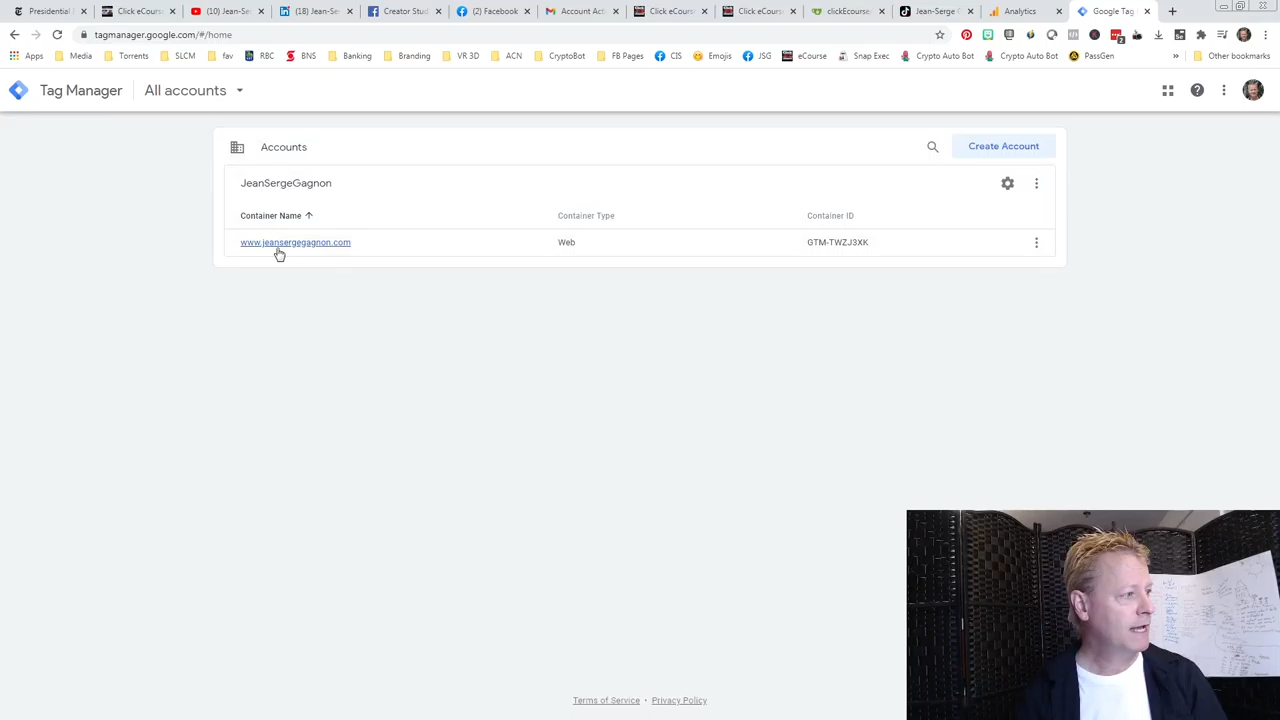 Presidential
Click eCours
(10) Jean-Se
(18) Jean-Se
Creator Stud
(2) Facebook
Account Acti
Click eCours
Click eCours
clickEcourse
Jean-Serge G
Analytics
Google Tag
tagmanager.google.com/#/home
2
Apps
Media
Torrents
SLCM
fav
RBC
BNS
Banking
VR 3D
ACN
CryptoBot
Branding
FB Pages
CIS
Emojis
JSG
eCourse
Snap Exec
Crypto Auto Bot
Crypto Auto Bot
PassGen
»
Other bookmarks
Tag Manager
All accounts
Accounts
Create Account
JeanSergeGagnon
Container Name
Container Type
Container ID
www.jeansergegagnon.com
Web
GTM-TWZJ3XK
Terms of Service • Privacy Policy